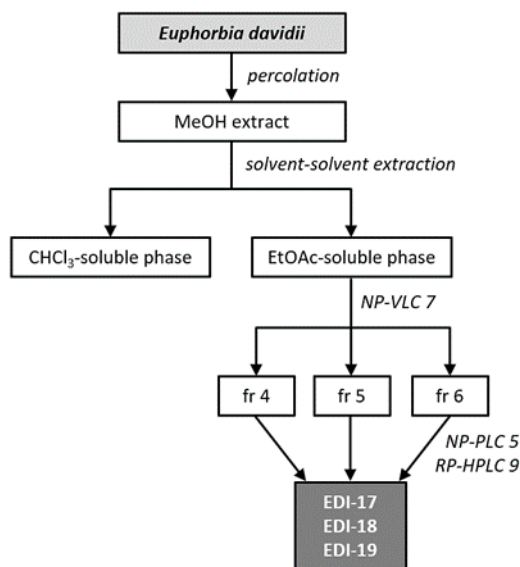 Euphorbia davidii
percolation
MeOH extract
solvent-solvent extraction
CHCl₃-soluble phase
EtOAc-soluble phase
NP-VLC 7
fr 4
fr 5
fr 6
NP-PLC 5
RP-HPLC 9
EDI-17
EDI-18
EDI-19